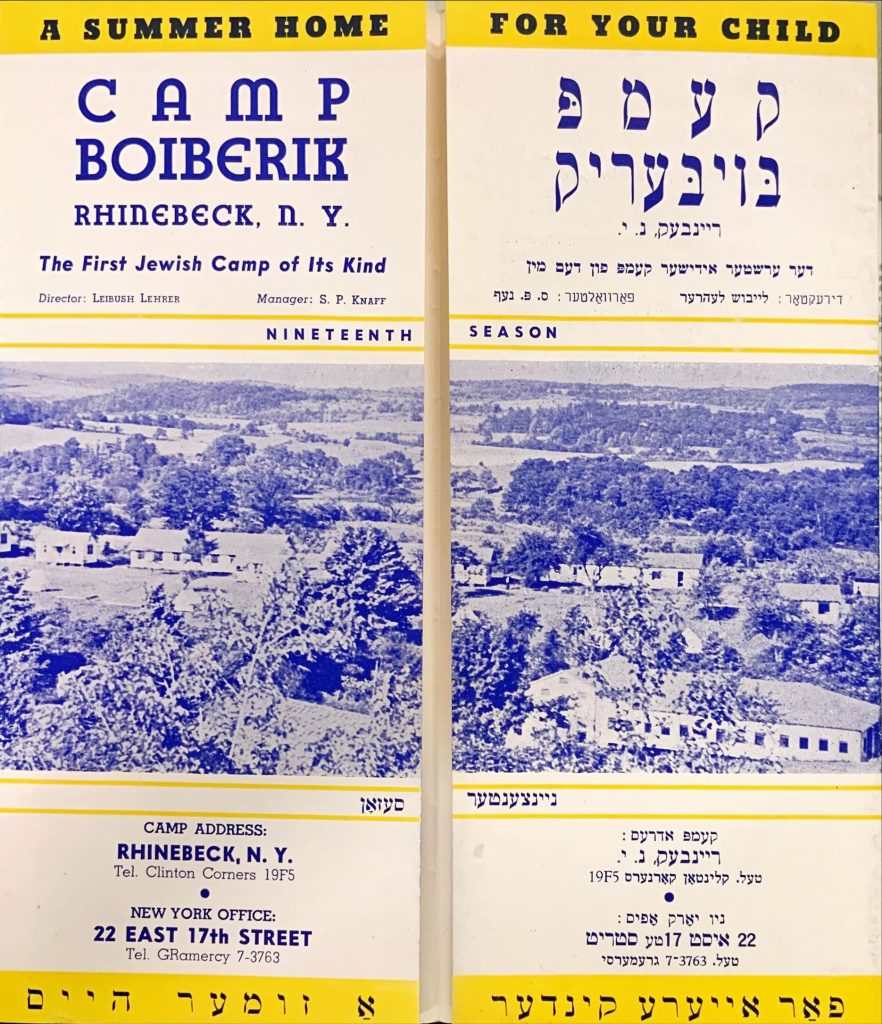 A SUMMER HOME
CAMP
BOIBERIK
RHINEBECK, N. Y.
The First Jewish Camp of Its Kind
Director: LEIBUSH LEHRER Manager: S. P. KNAFF
NINETEENTH
סעזאָן
CAMP ADDRESS:
RHINEBECK, N. Y.
Tel. Clinton Corners 19F5
NEW YORK OFFICE:
22 EAST 17th STREET
Tel. GRamercy 7-3763
אַ זומער היים
FOR YOUR CHILD
קעמפּ
בּויבּעריק
ריינבעק, נ. י.
דער ערשטער אידישער קעמפּ פון דעם מין
דירעקטאָר: לייבוש לעהרער פאַרוואַלטער: ס. פּ. נעף
SEASON
ניינצענטער
קעמפּ אדרעס:
ריינבעק, נ. י.
טעל. קלינטאָן קאָרנערס 19F5
ניו יאָרק אָפיס:
22 איסט 17טע סטריט
טעל. 7-3763 גרעמערסי
פאַר אייערע קינדער